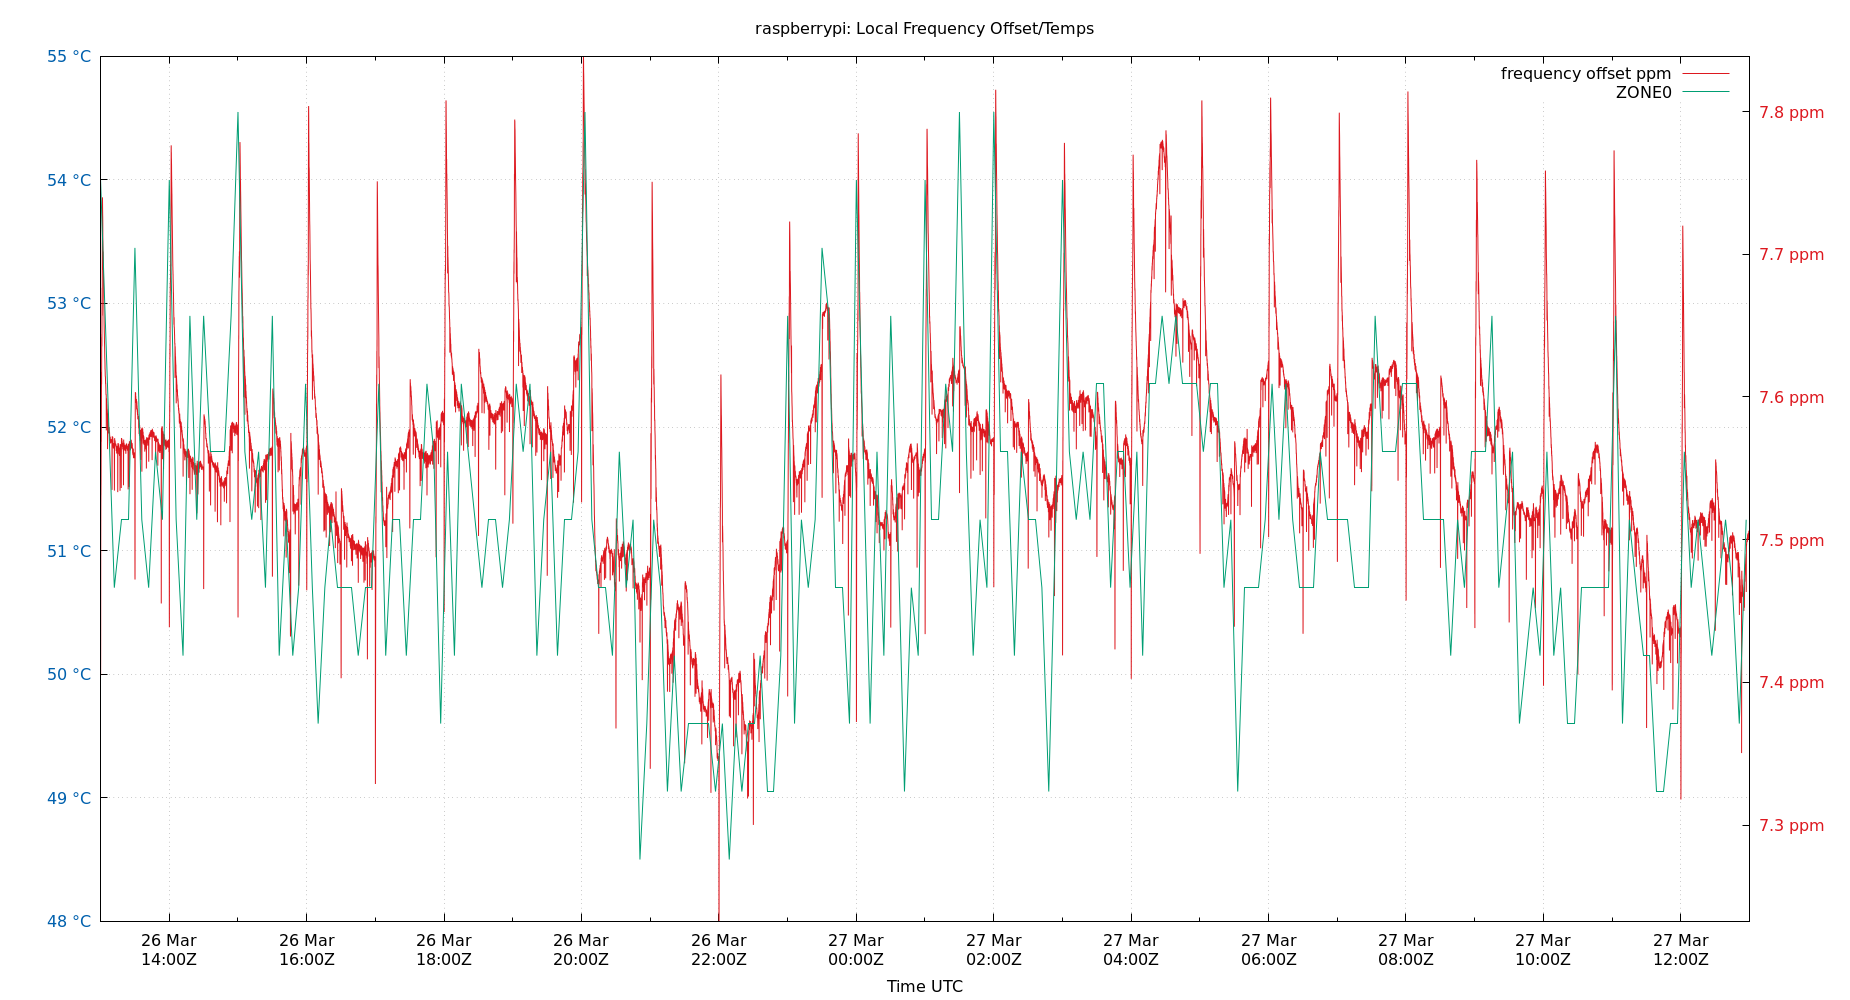 raspberrypi: Local Frequency Offset/Temps
frequency offset ppm
ZONE0
55 °C
54 °C
53 °C
52 °C
51 °C
50 °C
49 °C
48 °C
7.8 ppm
7.7 ppm
7.6 ppm
7.5 ppm
7.4 ppm
7.3 ppm
26 Mar 26 Mar 26 Mar 26 Mar 26 Mar 27 Mar 27 Mar 27 Mar 27 Mar 27 Mar 27 Mar 27 Mar
14:00Z 16:00Z 18:00Z 20:00Z 22:00Z 00:00Z 02:00Z 04:00Z 06:00Z 08:00Z 10:00Z 12:00Z
Time UTC